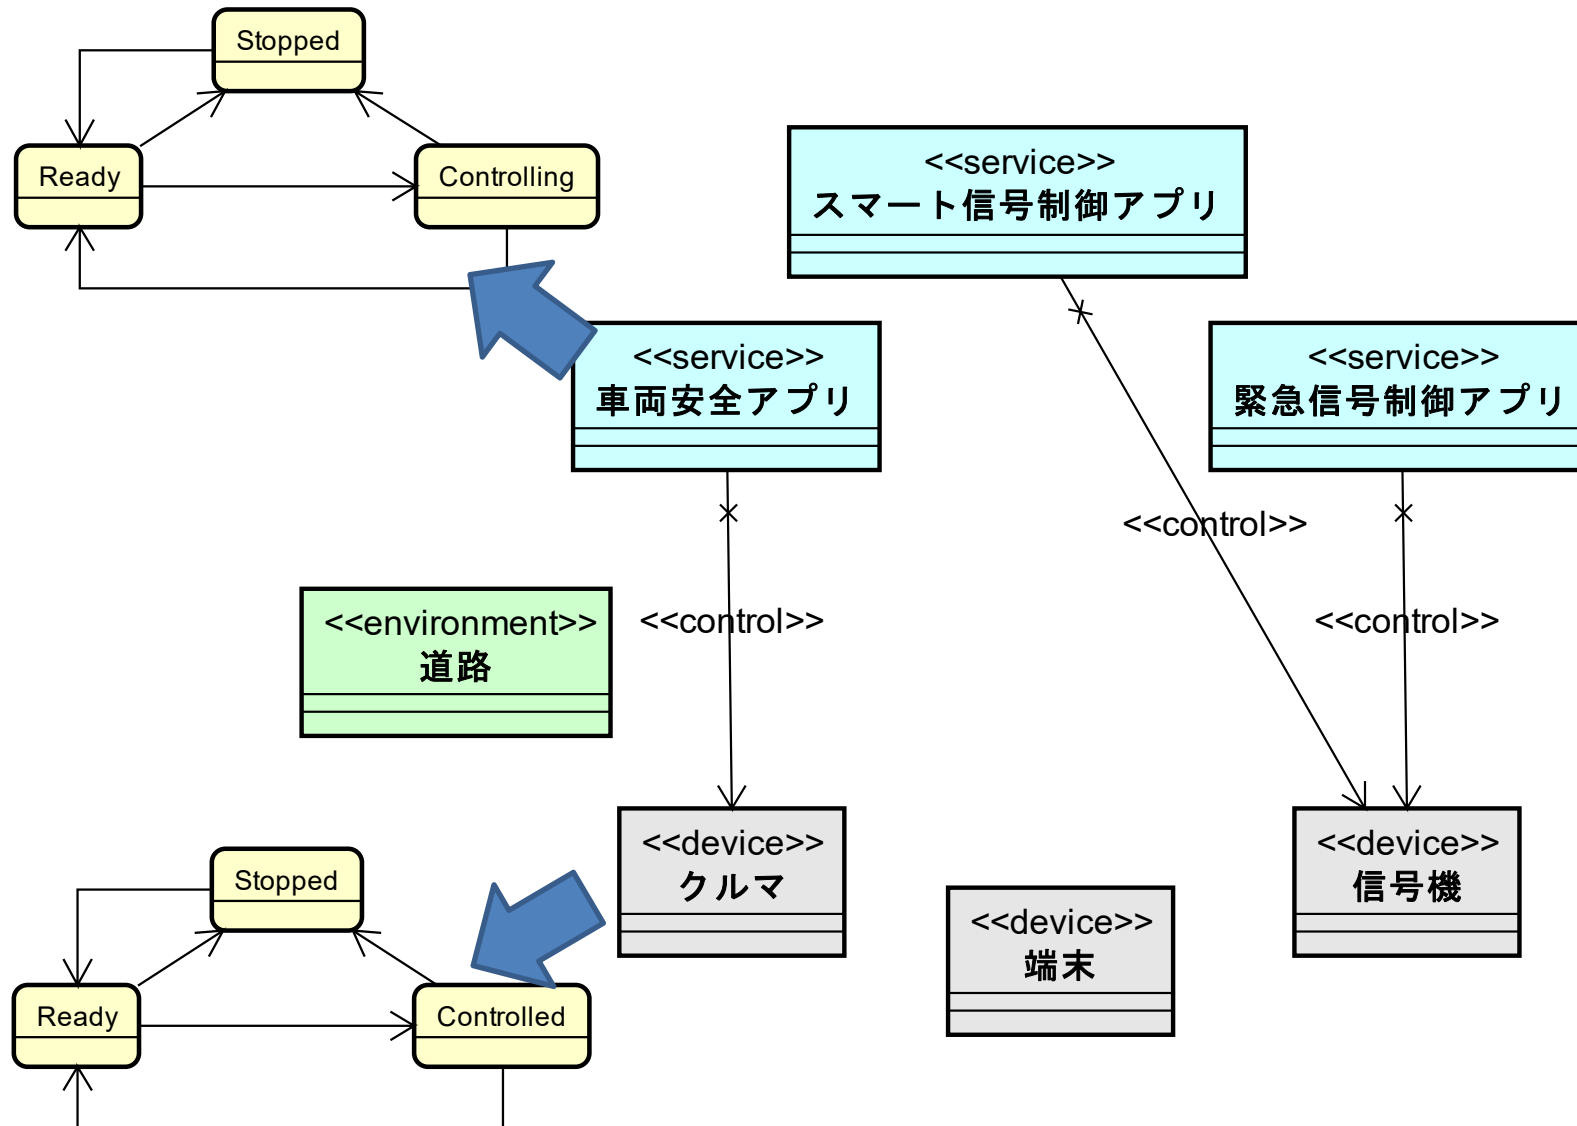 Stopped
Ready
Controlling
<<service>>
スマート信号制御アプリ
<<service>>
車両安全アプリ
<<service>>
緊急信号制御アプリ
<<control>>
<<environment>>
道路
<<control>>
<<control>>
<<device>>
クルマ
<<device>>
信号機
<<device>>
端末
Stopped
Ready
Controlled